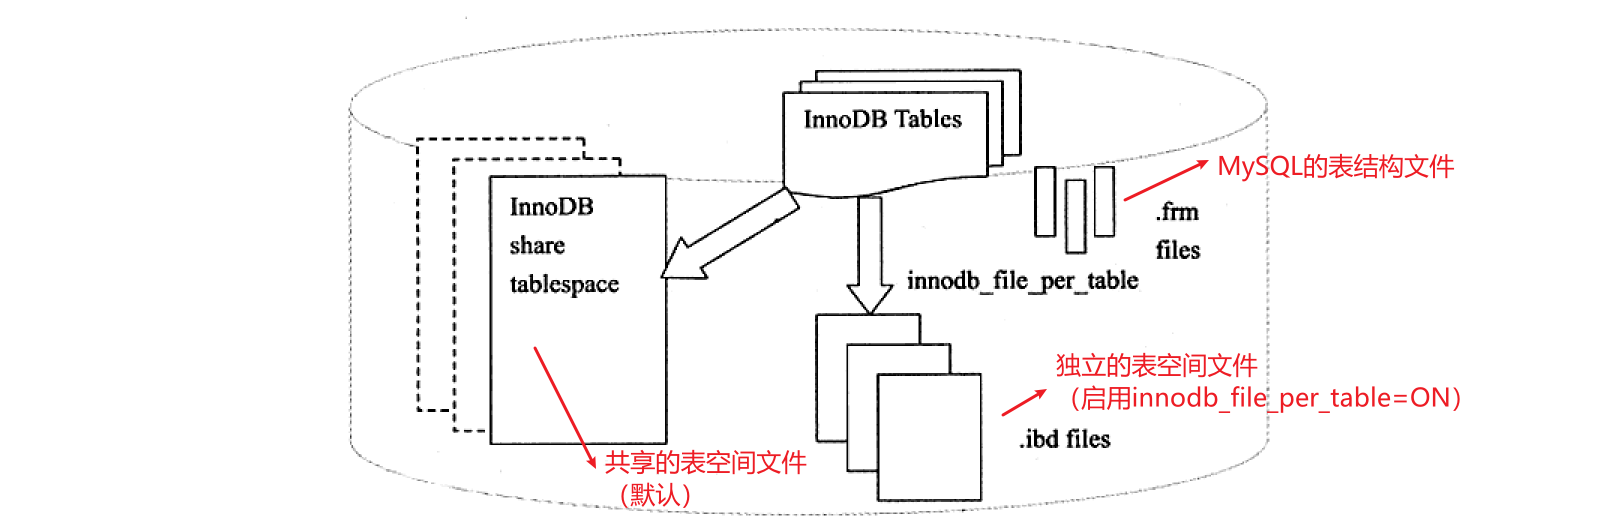 InnoDB Tables
MySQL的表结构文件
.frm
files
InnoDB
share
tablespace
innodb_file_per_table
独立的表空间文件
（启用innodb_file_per_table=ON）
.ibd files
共享的表空间文件
（默认）